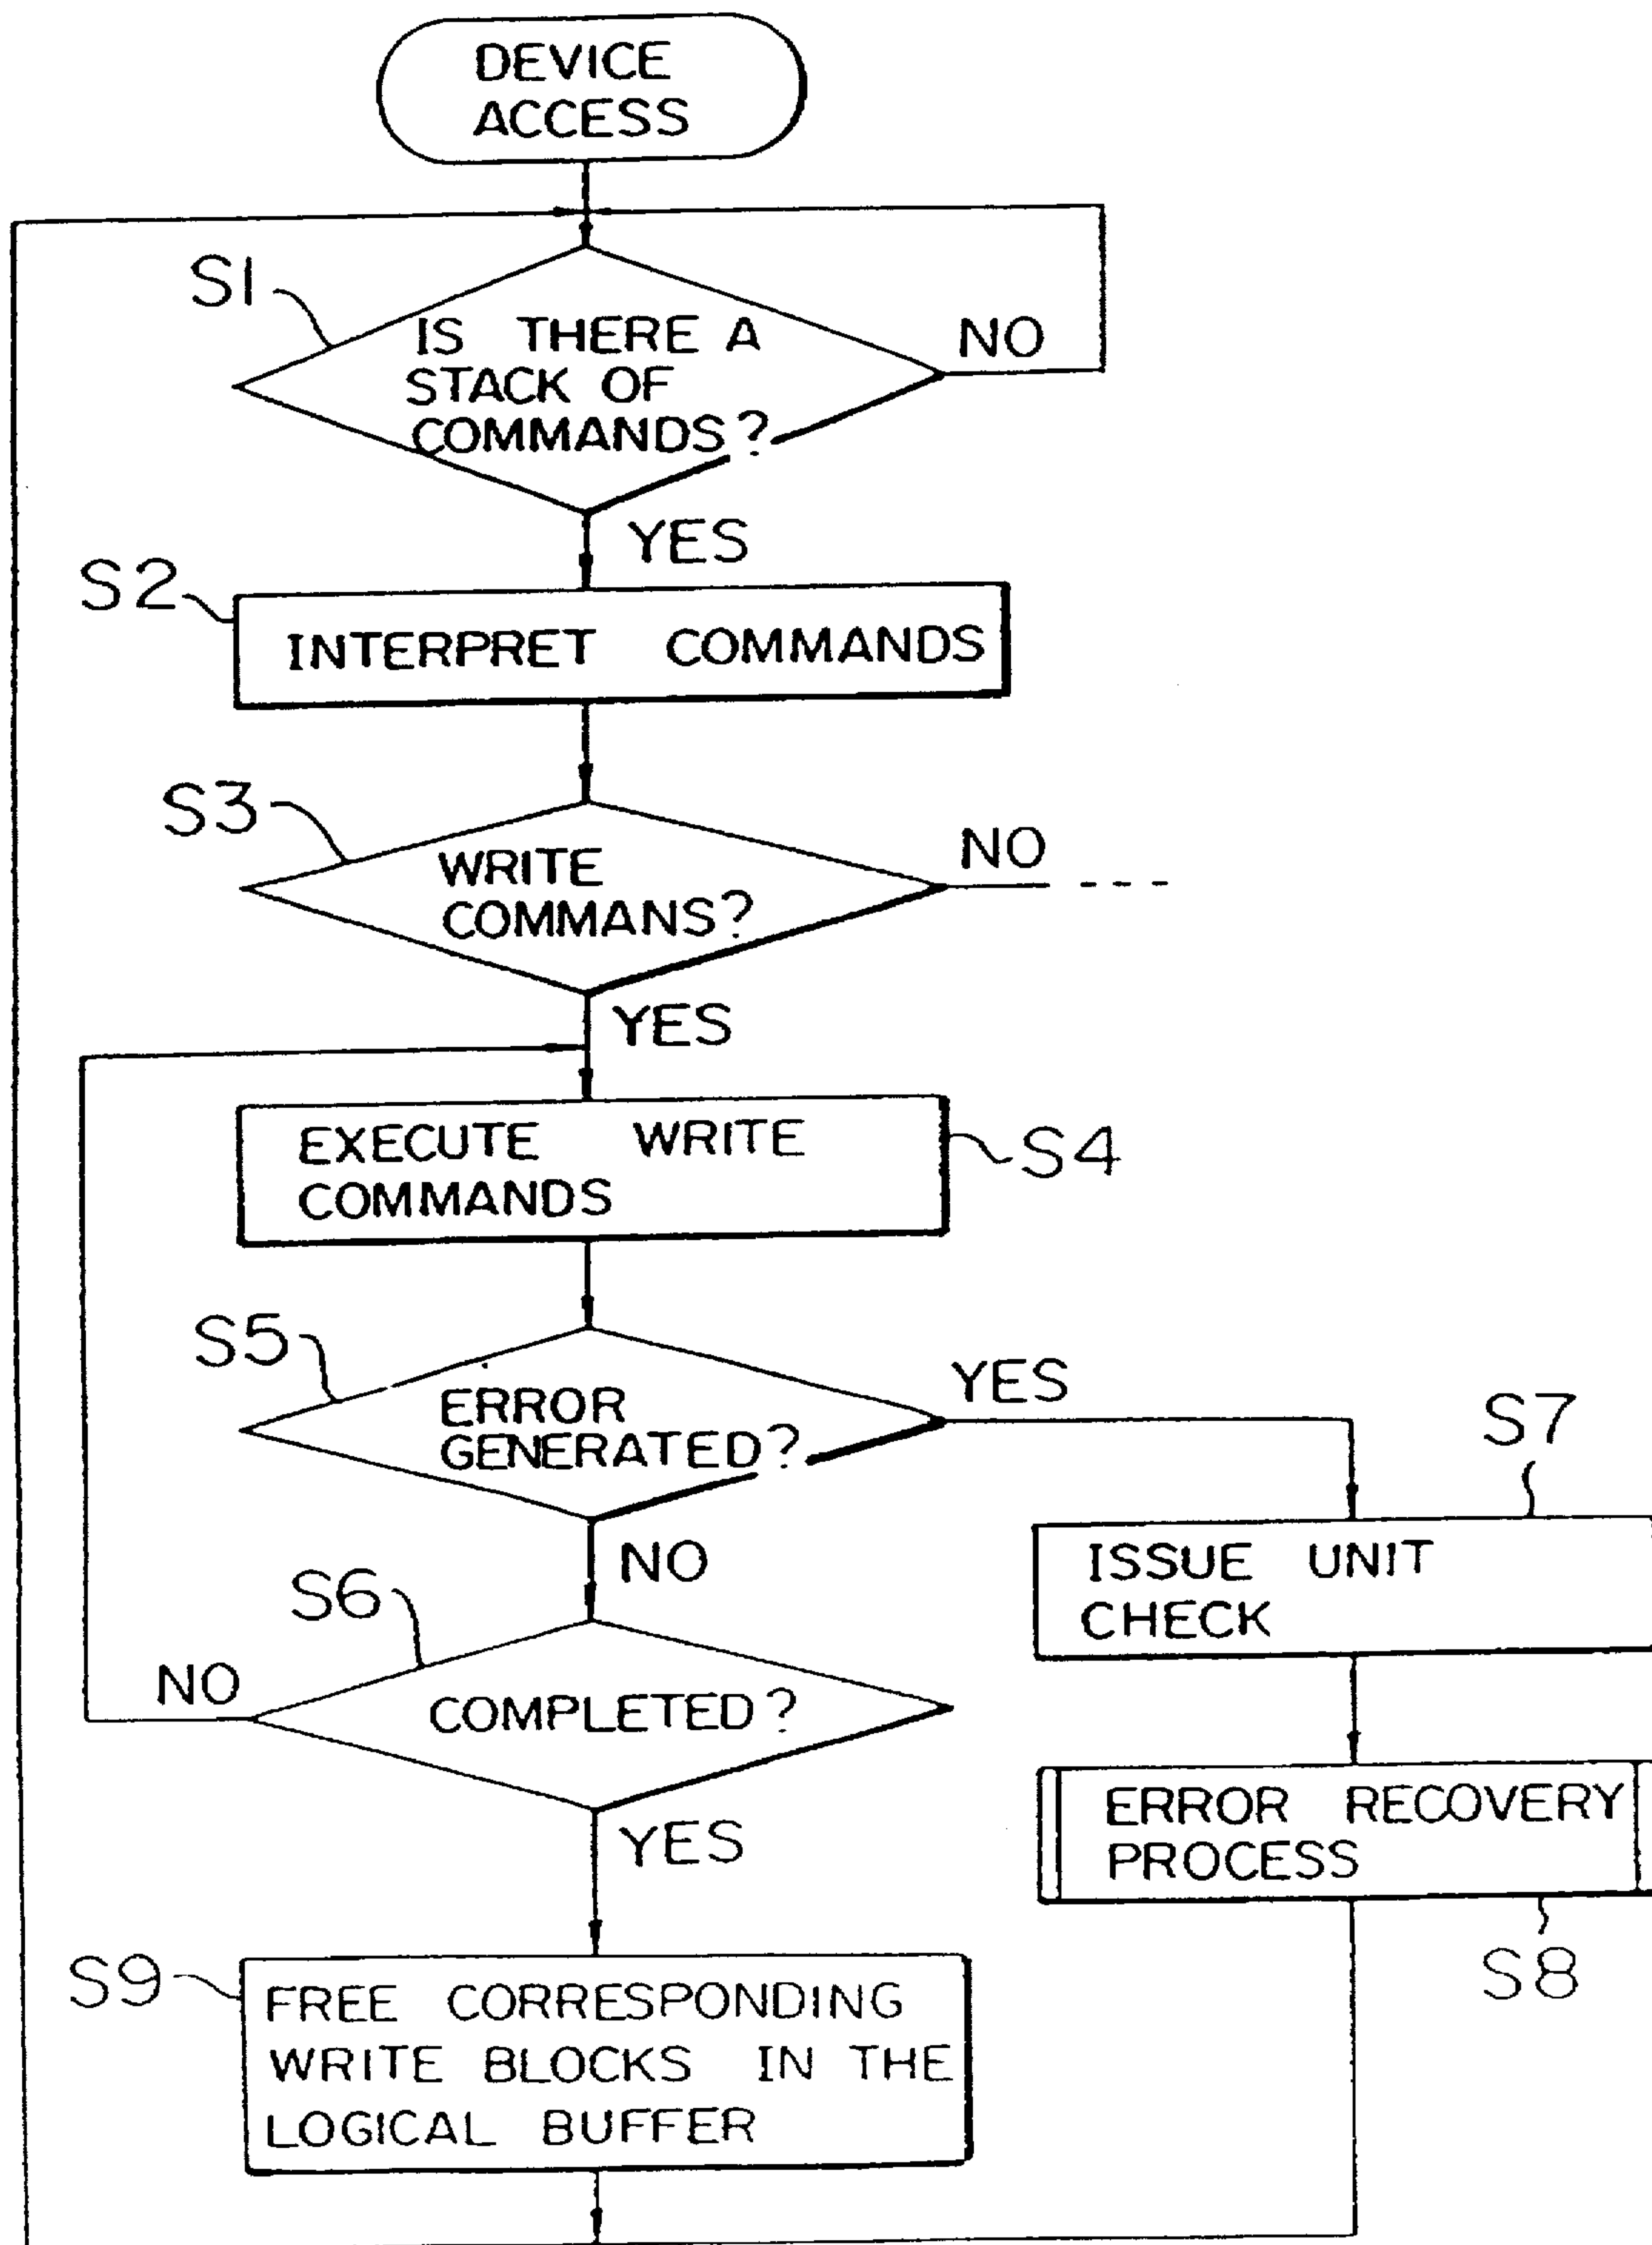 DEVICE
ACCESS
S1
IS THERE A
STACK OF
COMMANDS?
NO
YES
S2
INTERPRET COMMANDS
S3
WRITE
COMMANS?
NO
YES
EXECUTE WRITE
COMMANDS
S4
S5
ERROR
GENERATED?
YES
NO
S7
ISSUE UNIT
CHECK
S6
COMPLETED?
NO
YES
ERROR RECOVERY
PROCESS
S8
S9
FREE CORRESPONDING
WRITE BLOCKS IN THE
LOGICAL BUFFER